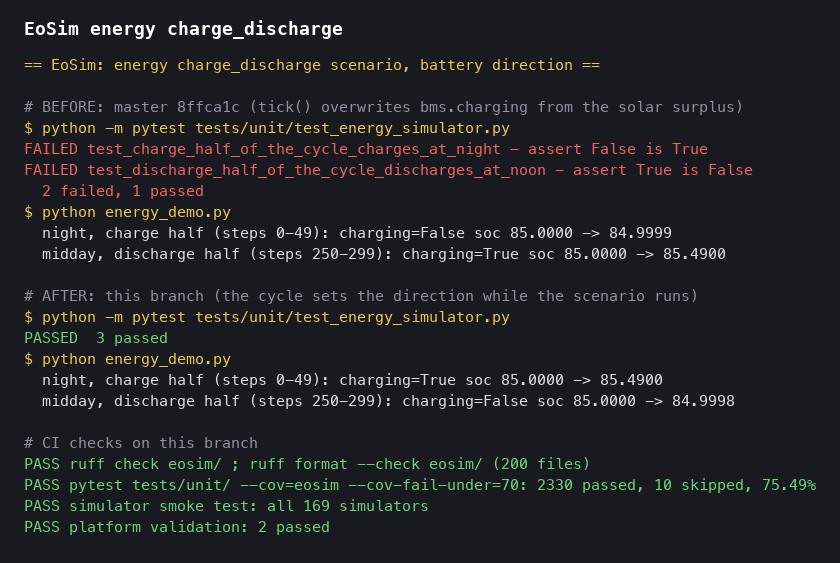 EoSim energy charge_discharge
== EoSim: energy charge_discharge scenario, battery direction ==
# BEFORE: master 8ffca1c (tick() overwrites bms.charging from the solar surplus)
$ python -m pytest tests/unit/test_energy_simulator.py
FAILED test_charge_half_of_the_cycle_charges_at_night - assert False is True
FAILED test_discharge_half_of_the_cycle_discharges_at_noon - assert True is False
2 failed, 1 passed
$ python energy_demo.py
night, charge half (steps 0-49): charging=False soc 85.0000 -> 84.9999
midday, discharge half (steps 250-299): charging=True soc 85.0000 -> 85.4900
# AFTER: this branch (the cycle sets the direction while the scenario runs)
$ python -m pytest tests/unit/test_energy_simulator.py
PASSED  3 passed
$ python energy_demo.py
night, charge half (steps 0-49): charging=True soc 85.0000 -> 85.4900
midday, discharge half (steps 250-299): charging=False soc 85.0000 -> 84.9998
# CI checks on this branch
PASS ruff check eosim/ ; ruff format --check eosim/ (200 files)
PASS pytest tests/unit/ --cov=eosim --cov-fail-under=70: 2330 passed, 10 skipped, 75.49%
PASS simulator smoke test: all 169 simulators
PASS platform validation: 2 passed